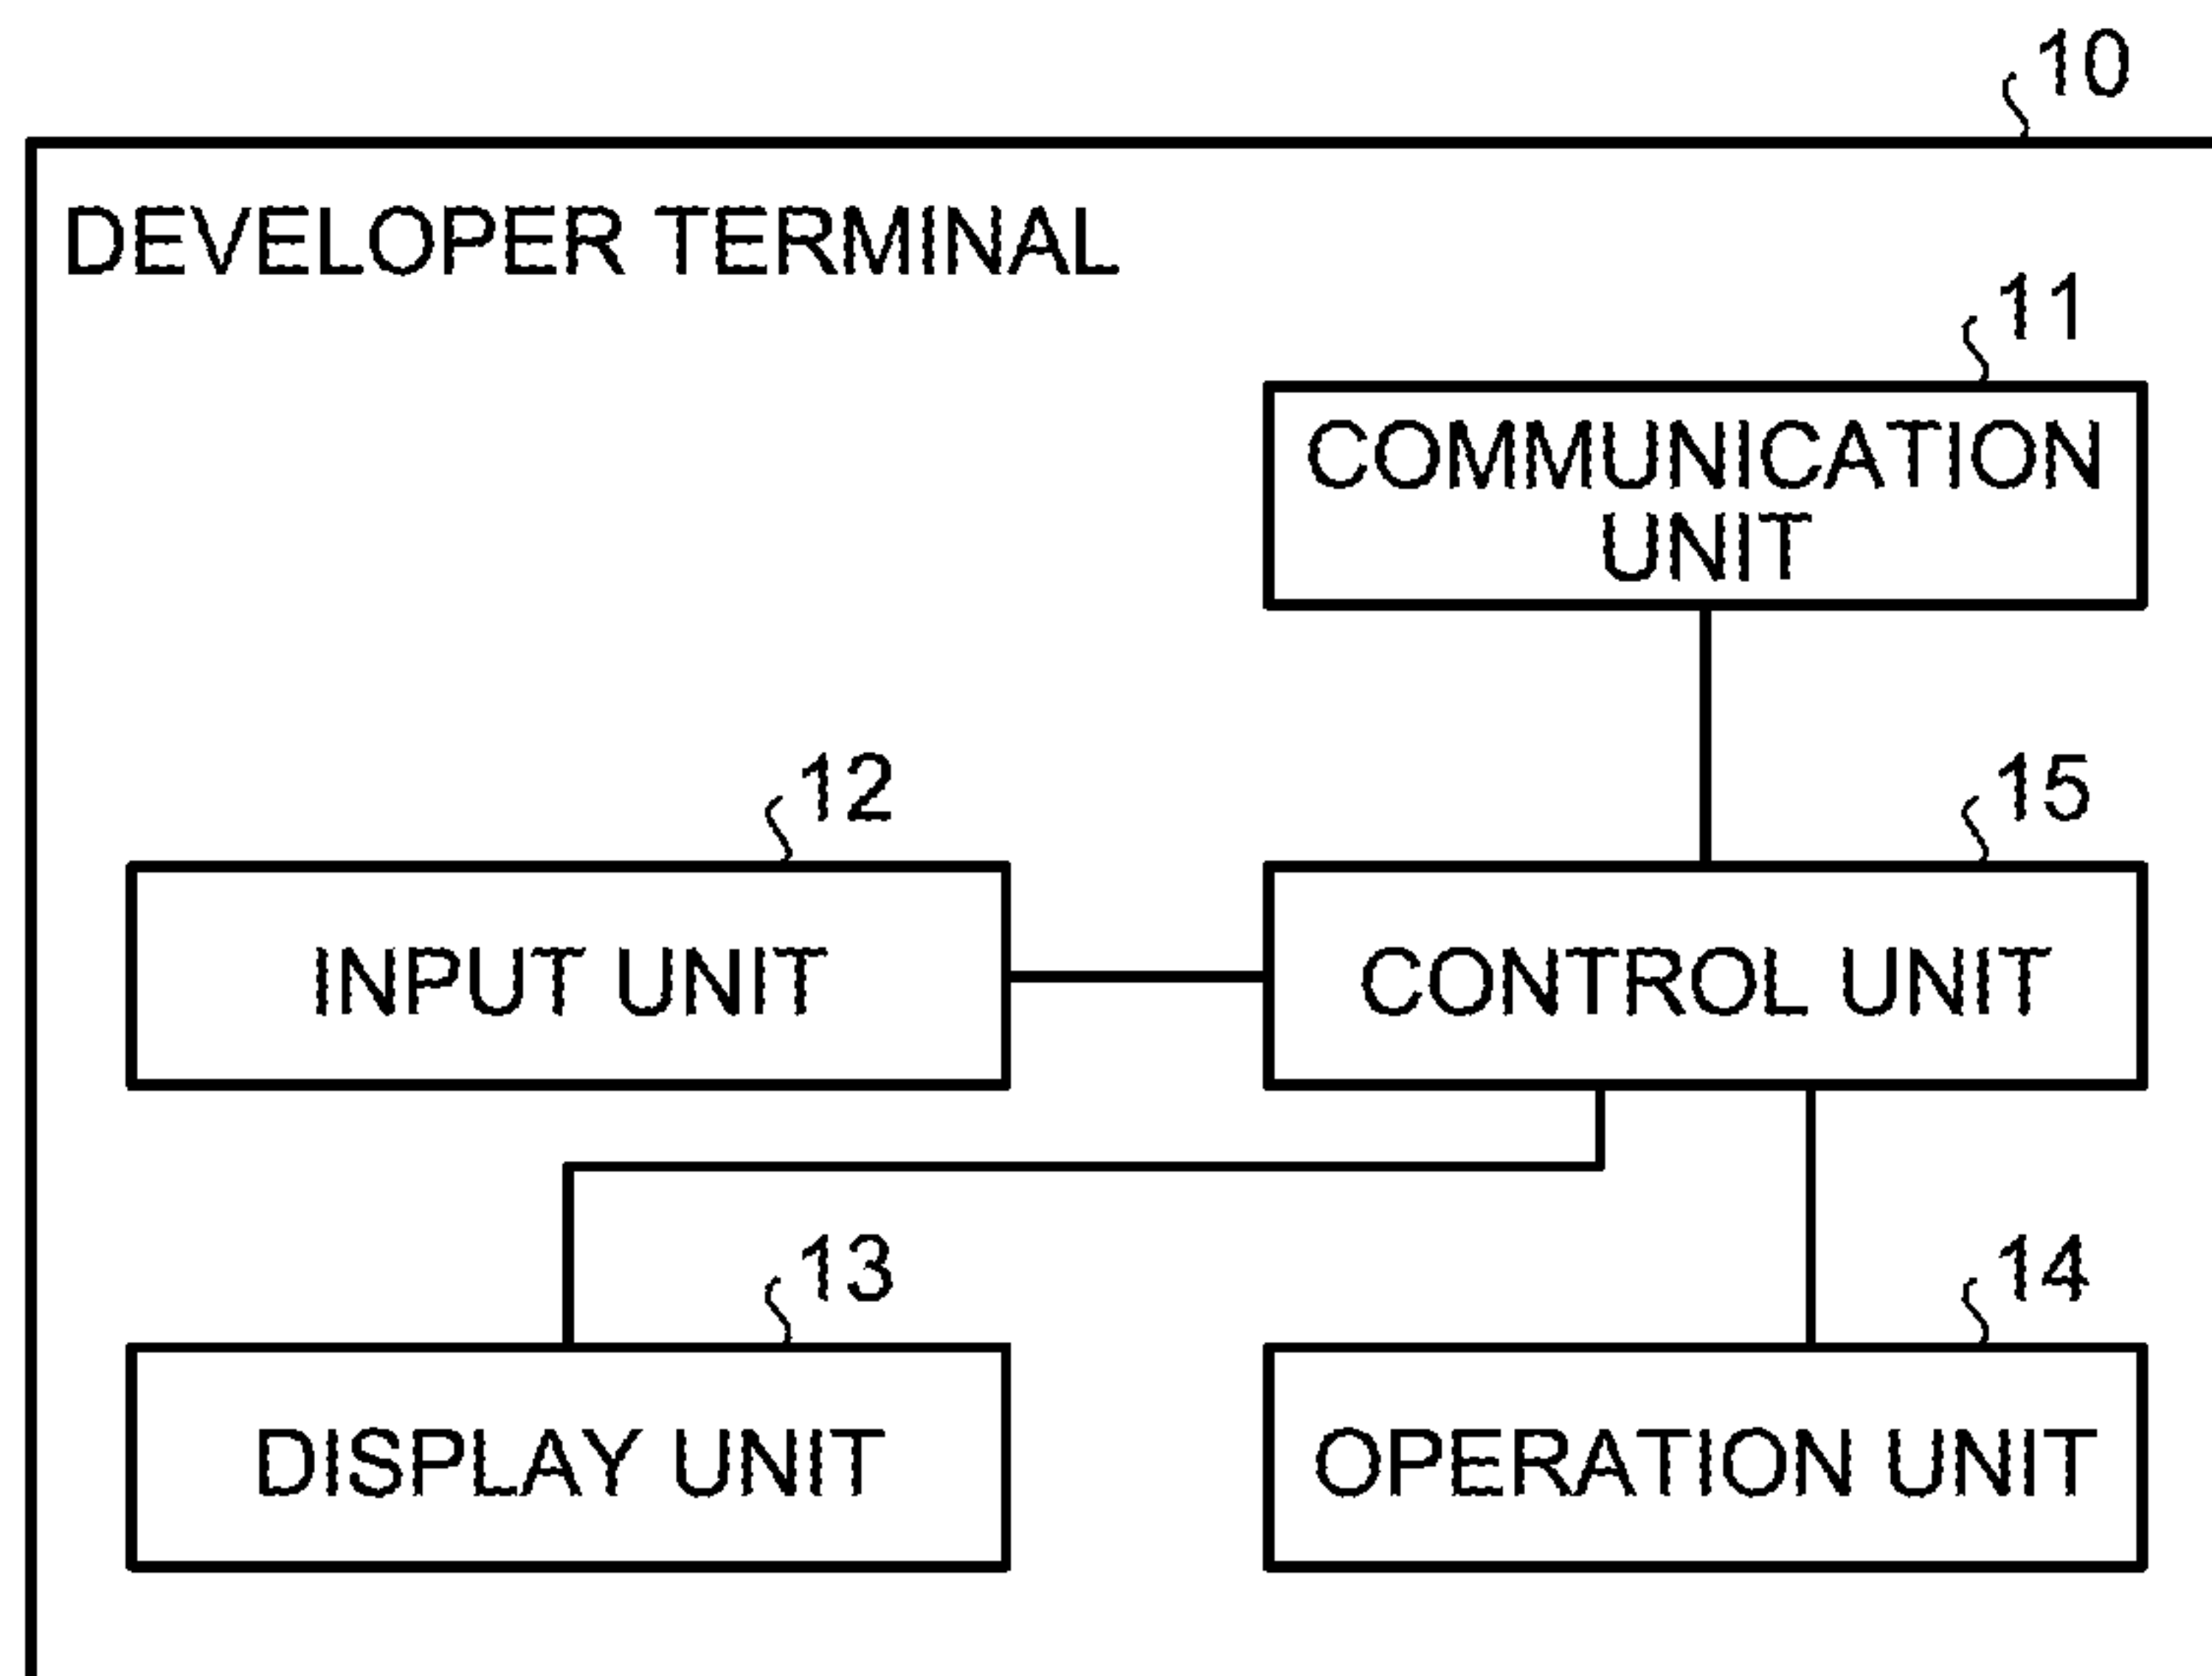 10
DEVELOPER TERMINAL
11
COMMUNICATION
UNIT
12
15
INPUT UNIT
CONTROL UNIT
13
14
DISPLAY UNIT
OPERATION UNIT